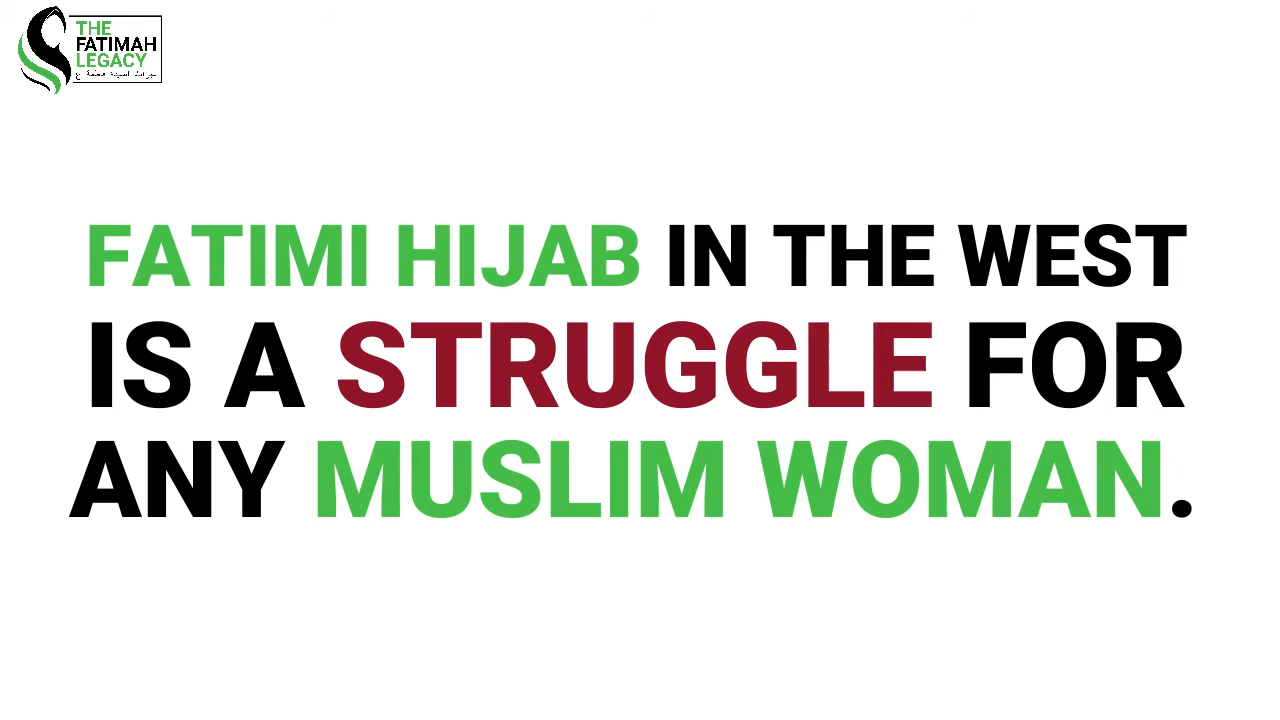 THE
FATIMAH
LEGACY
FATIMI HIJAB IN THE WEST
IS A STRUGGLE FOR
ANY MUSLIM WOMAN.